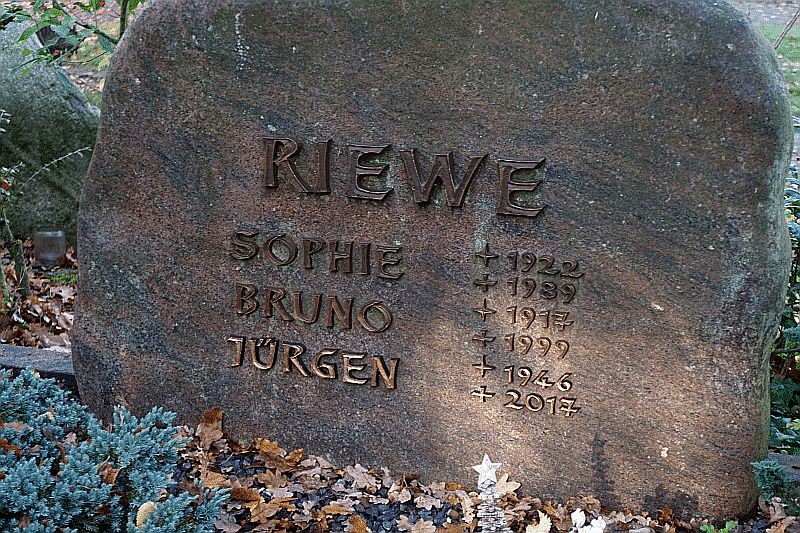 RIEWE
SOPHIE + 1922
+ 1989
BRUNO + 1917
+ 1999
JÜRGEN + 1946
+ 2017